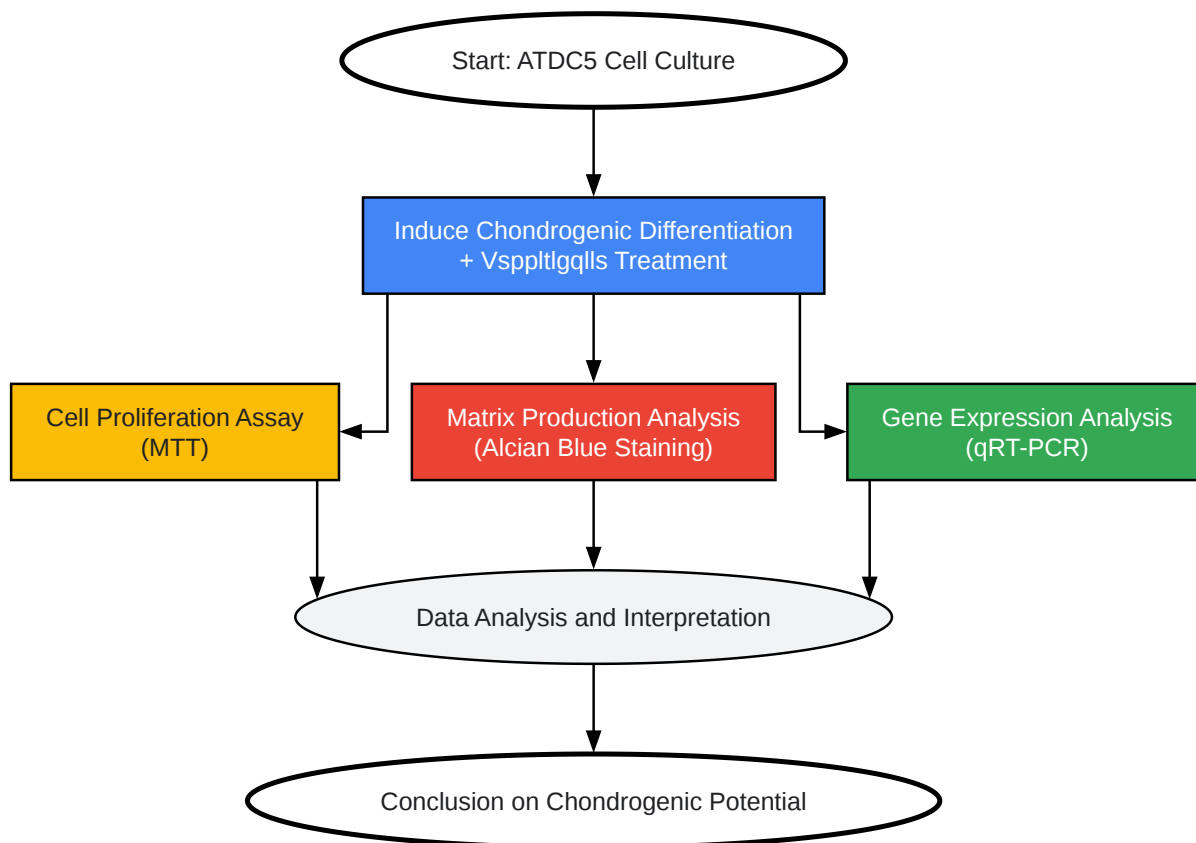 Start: ATDC5 Cell Culture
Induce Chondrogenic Differentiation
+ Vsppltlgqlls Treatment
Cell Proliferation Assay
(MTT)
Matrix Production Analysis
(Alcian Blue Staining)
Gene Expression Analysis
(qRT-PCR)
Data Analysis and Interpretation
Conclusion on Chondrogenic Potential